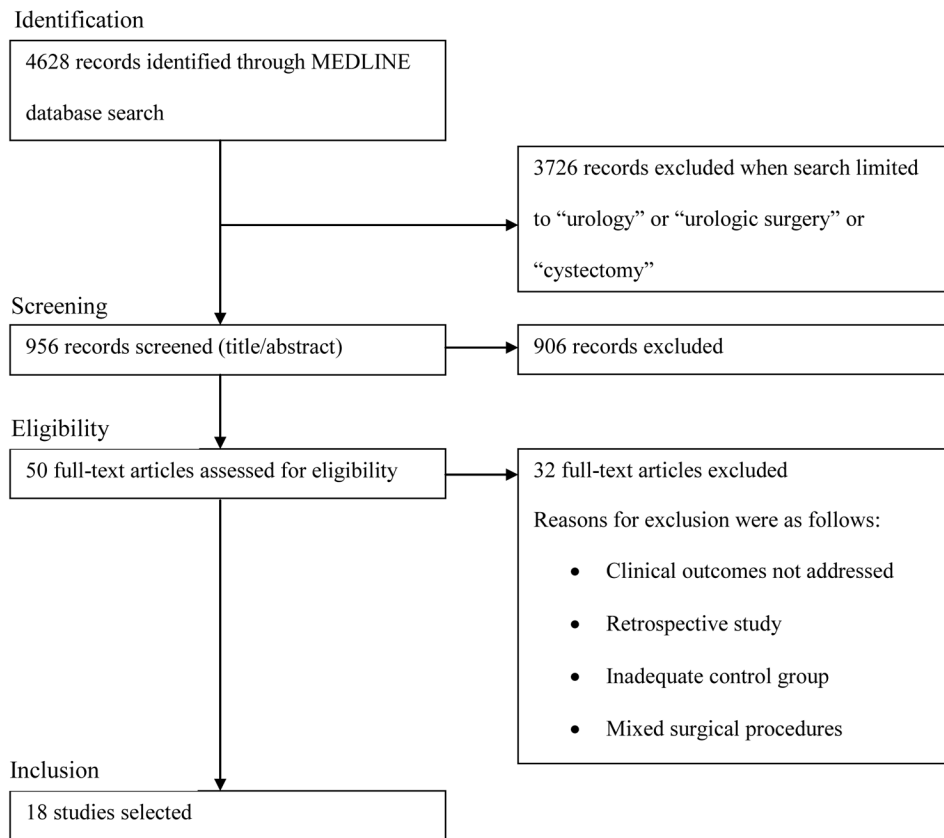 Identification
4628 records identified through MEDLINE
database search
3726 records excluded when search limited
to “urology” or “urologic surgery” or
“cystectomy”
Screening
956 records screened (title/abstract)
906 records excluded
Eligibility
50 full-text articles assessed for eligibility
32 full-text articles excluded
Reasons for exclusion were as follows:
• Clinical outcomes not addressed
• Retrospective study
• Inadequate control group
• Mixed surgical procedures
Inclusion
18 studies selected